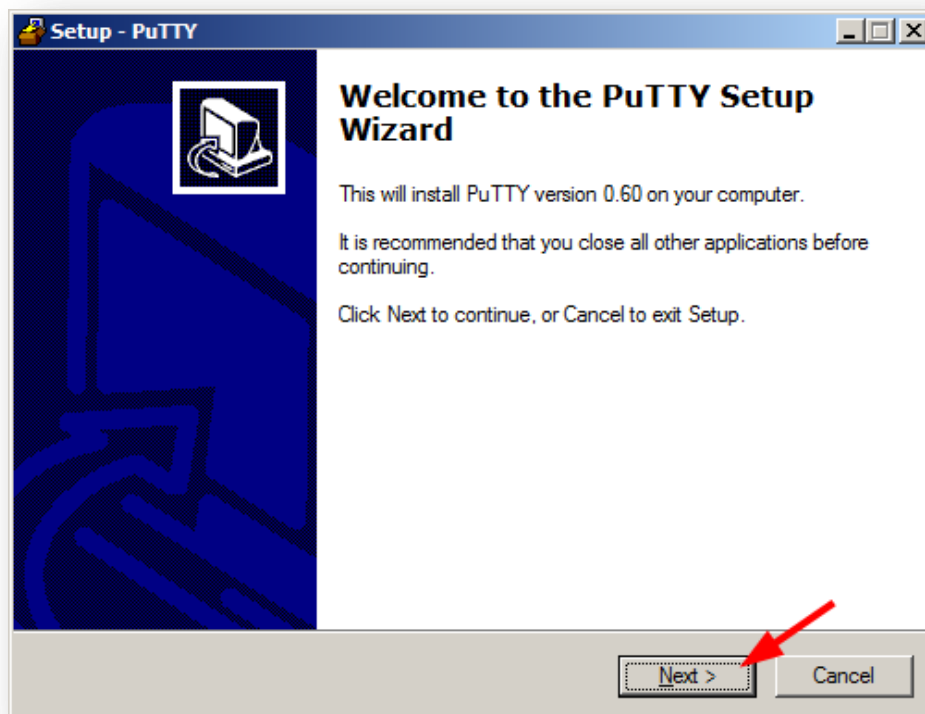 Setup - PuTTY
Welcome to the PuTTY Setup
Wizard
This will install PuTTY version 0.60 on your computer.
It is recommended that you close all other applications before
continuing.
Click Next to continue, or Cancel to exit Setup.
Next >
Cancel